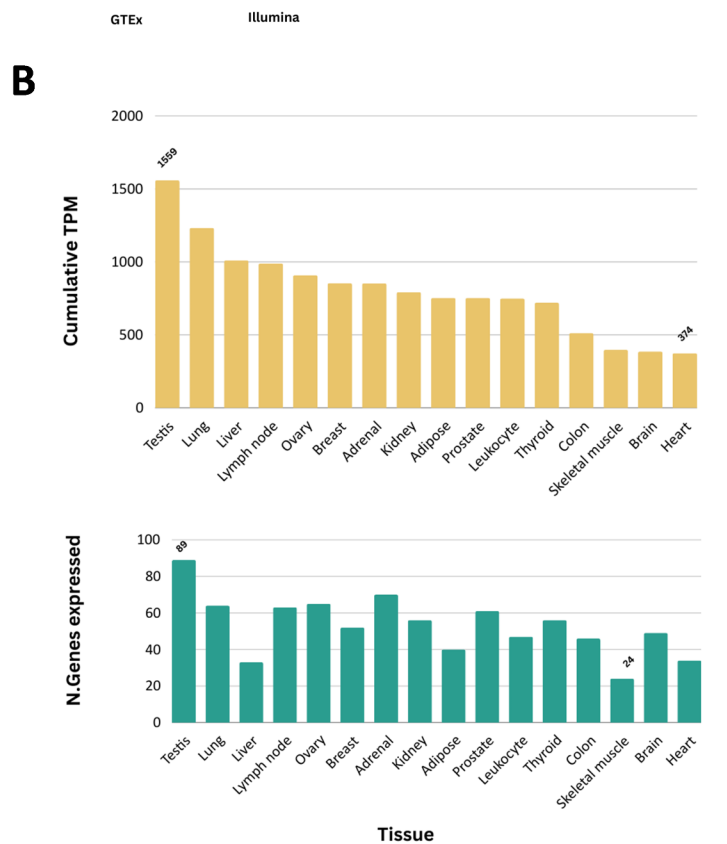 GTEx Illumina
B
Cumulative TPM
2000
1500
1000
500
0
1559
374
Testis Lung Liver Lymph node Ovary Breast Adrenal Kidney Adipose Prostate Leukocyte Thyroid Colon Skeletal muscle Brain Heart
N.Genes expressed
100
80
60
40
20
0
89
24
Testis Lung Liver Lymph node Ovary Breast Adrenal Kidney Adipose Prostate Leukocyte Thyroid Colon Skeletal muscle Brain Heart
Tissue